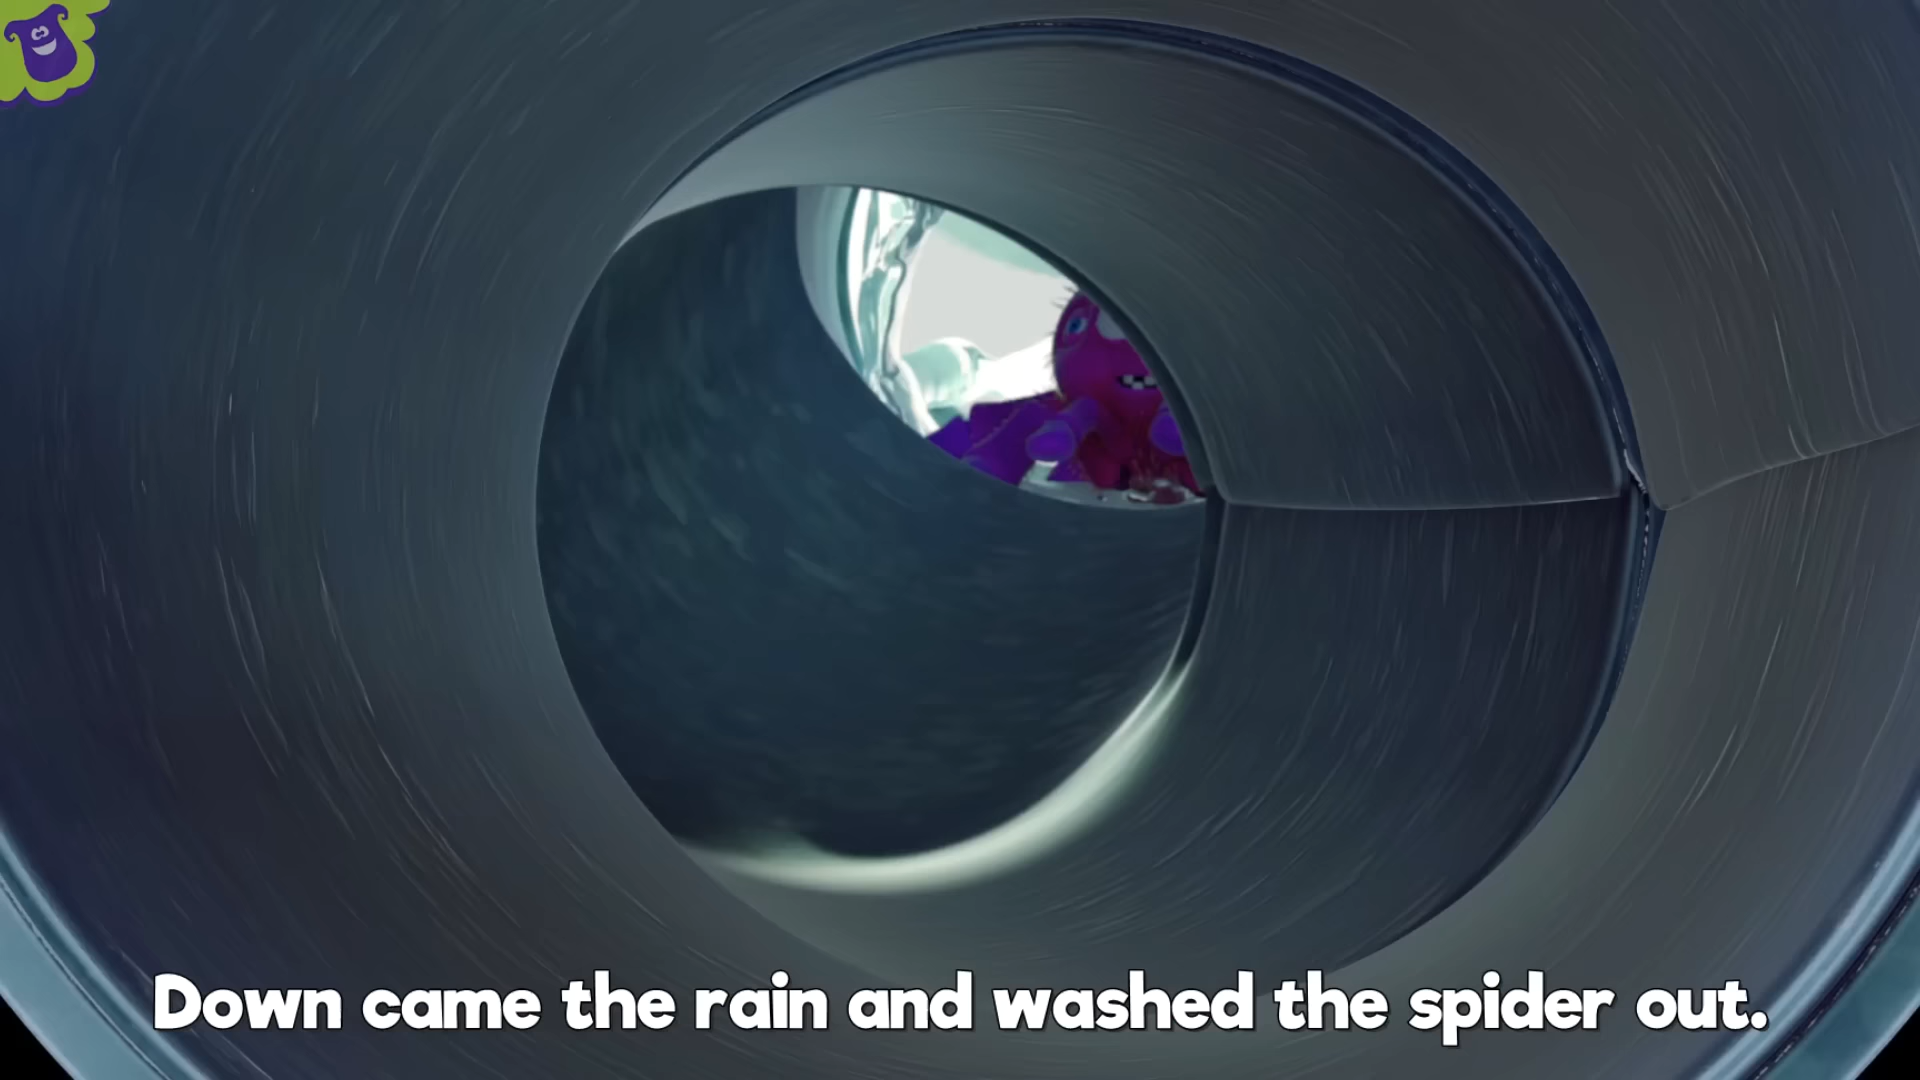 Down came the rain and washed the spider out.